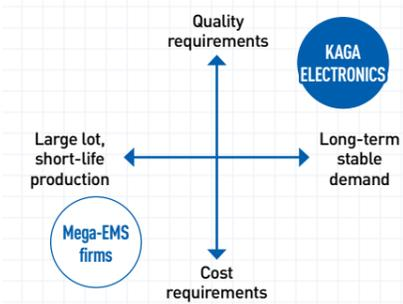 Quality
requirements
KAGA
ELECTRONICS
Large lot,
short-life
production
Long-term
stable
demand
Mega-EMS
firms
Cost
requirements